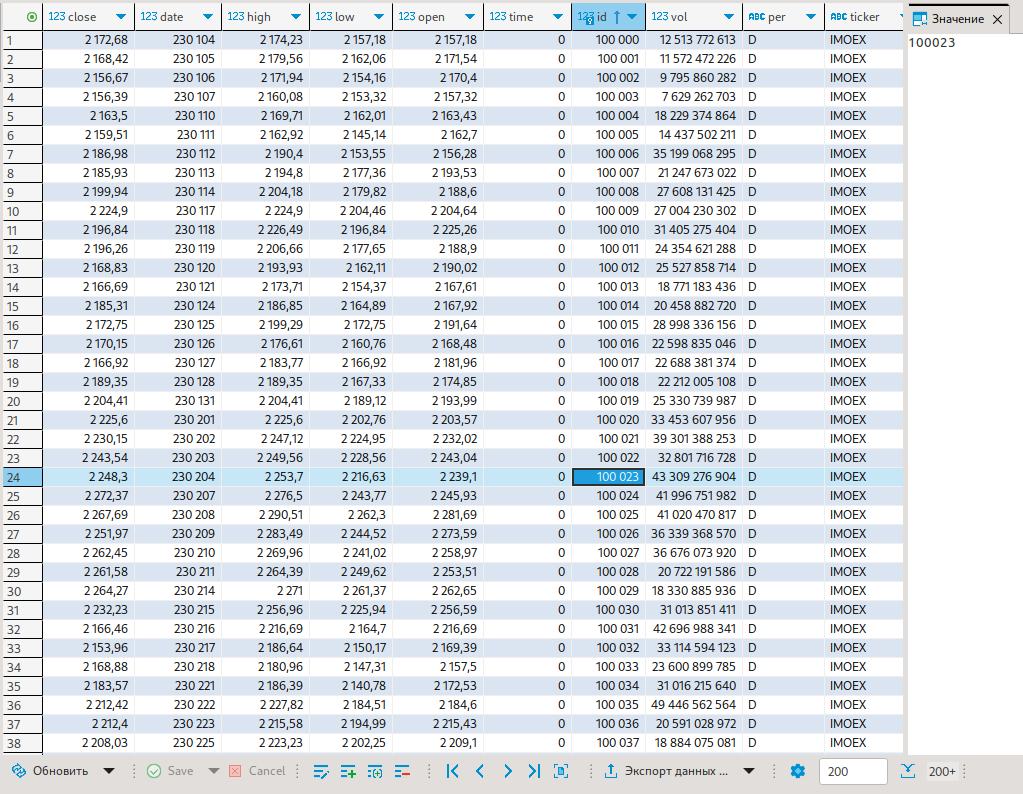 123 close 123 date 123 high 123 low 123 open 123 time 123 id 123 vol ABC per ABC ticker Значение
100023
1 2 172,68 230 104 2 174,23 2 157,18 2 157,18 0 100 000 12 513 772 613 D IMOEX
2 2 168,42 230 105 2 179,56 2 162,06 2 171,54 0 100 001 11 572 472 226 D IMOEX
3 2 156,67 230 106 2 171,94 2 154,16 2 170,4 0 100 002 9 795 860 282 D IMOEX
4 2 156,39 230 107 2 160,08 2 153,32 2 157,32 0 100 003 7 629 262 703 D IMOEX
5 2 163,5 230 110 2 169,71 2 162,01 2 163,43 0 100 004 18 229 374 864 D IMOEX
6 2 159,51 230 111 2 162,92 2 145,14 2 162,7 0 100 005 14 437 502 211 D IMOEX
7 2 186,98 230 112 2 190,4 2 153,55 2 156,28 0 100 006 35 199 068 295 D IMOEX
8 2 185,93 230 113 2 194,8 2 177,36 2 193,53 0 100 007 21 247 673 022 D IMOEX
9 2 199,94 230 114 2 204,18 2 179,82 2 188,6 0 100 008 27 608 131 425 D IMOEX
10 2 224,9 230 117 2 224,9 2 204,46 2 204,64 0 100 009 27 004 230 302 D IMOEX
11 2 196,84 230 118 2 226,49 2 196,84 2 225,26 0 100 010 31 405 275 404 D IMOEX
12 2 196,26 230 119 2 206,66 2 177,65 2 188,9 0 100 011 24 354 621 288 D IMOEX
13 2 168,83 230 120 2 193,93 2 162,11 2 190,02 0 100 012 25 527 858 714 D IMOEX
14 2 166,69 230 121 2 173,71 2 154,37 2 167,61 0 100 013 18 771 183 436 D IMOEX
15 2 185,31 230 124 2 186,85 2 164,89 2 167,92 0 100 014 20 458 882 720 D IMOEX
16 2 172,75 230 125 2 199,29 2 172,75 2 191,64 0 100 015 28 998 336 156 D IMOEX
17 2 170,15 230 126 2 176,61 2 160,76 2 168,48 0 100 016 22 598 835 046 D IMOEX
18 2 166,92 230 127 2 183,77 2 166,92 2 181,96 0 100 017 22 688 381 374 D IMOEX
19 2 189,35 230 128 2 189,35 2 167,33 2 174,85 0 100 018 22 212 005 108 D IMOEX
20 2 204,41 230 131 2 204,41 2 189,12 2 193,99 0 100 019 25 330 739 987 D IMOEX
21 2 225,6 230 201 2 225,6 2 202,76 2 203,57 0 100 020 33 453 607 956 D IMOEX
22 2 230,15 230 202 2 247,12 2 224,95 2 232,02 0 100 021 39 301 388 253 D IMOEX
23 2 243,54 230 203 2 249,56 2 228,56 2 243,04 0 100 022 32 801 716 728 D IMOEX
24 2 248,3 230 204 2 253,7 2 216,63 2 239,1 0 100 023 43 309 276 904 D IMOEX
25 2 272,37 230 207 2 276,5 2 243,77 2 245,93 0 100 024 41 996 751 982 D IMOEX
26 2 267,69 230 208 2 290,51 2 262,3 2 281,69 0 100 025 41 020 470 817 D IMOEX
27 2 251,97 230 209 2 283,49 2 244,52 2 273,59 0 100 026 36 339 368 570 D IMOEX
28 2 262,45 230 210 2 269,96 2 241,02 2 258,97 0 100 027 36 676 073 920 D IMOEX
29 2 261,58 230 211 2 264,39 2 249,62 2 253,51 0 100 028 20 722 191 586 D IMOEX
30 2 264,27 230 214 2 271 2 261,37 2 262,65 0 100 029 18 330 885 936 D IMOEX
31 2 232,23 230 215 2 256,96 2 225,94 2 256,59 0 100 030 31 013 851 411 D IMOEX
32 2 166,46 230 216 2 216,69 2 164,7 2 216,69 0 100 031 42 696 988 341 D IMOEX
33 2 153,96 230 217 2 186,64 2 150,17 2 169,39 0 100 032 33 114 594 123 D IMOEX
34 2 168,88 230 218 2 180,96 2 147,31 2 157,5 0 100 033 23 600 899 785 D IMOEX
35 2 183,57 230 221 2 186,39 2 140,78 2 172,53 0 100 034 31 016 215 640 D IMOEX
36 2 212,42 230 222 2 227,82 2 184,51 2 184,6 0 100 035 49 446 562 564 D IMOEX
37 2 212,4 230 223 2 215,58 2 194,99 2 215,43 0 100 036 20 591 028 972 D IMOEX
38 2 208,03 230 225 2 223,23 2 202,25 2 209,1 0 100 037 18 884 075 081 D IMOEX
Обновить Save Cancel Экспорт данных ... 200 200+